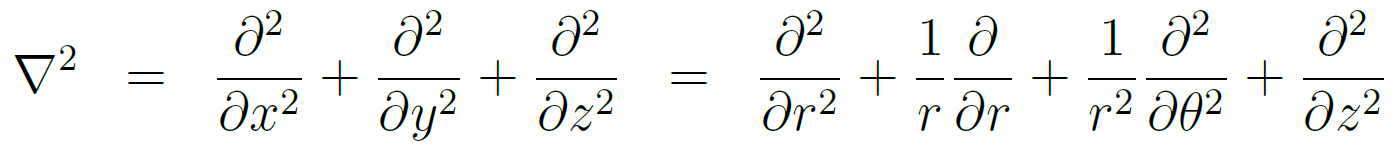 ∇² = ∂²/∂x² + ∂²/∂y² + ∂²/∂z² = ∂²/∂r² + (1/r) ∂/∂r + (1/r²) ∂²/∂θ² + ∂²/∂z²